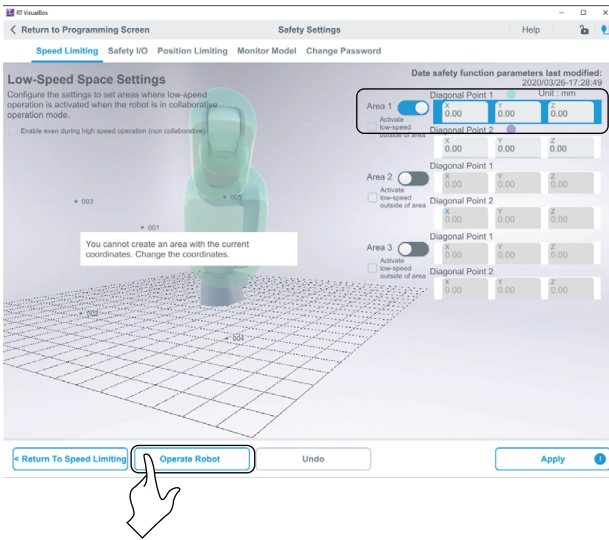 RT VisualBox
Return to Programming Screen
Safety Settings
Help
Speed Limiting Safety I/O Position Limiting Monitor Model Change Password
Low-Speed Space Settings
Configure the settings to set areas where low-speed
operation is activated when the robot is in collaborative
operation mode.
Enable even during high speed operation (non collaborative)
Date safety function parameters last modified:
2020/03/26-17:28:49
Diagonal Point 1 Unit : mm
Area 1
X Y Z
0.00 0.00 0.00
Activate
low-speed
outside of area
Diagonal Point 2
X Y Z
0.00 0.00 0.00
Diagonal Point 1
Area 2
X Y Z
0.00 0.00 0.00
Activate
low-speed
outside of area
Diagonal Point 2
X Y Z
0.00 0.00 0.00
Diagonal Point 1
Area 3
X Y Z
0.00 0.00 0.00
Activate
low-speed
outside of area
Diagonal Point 2
X Y Z
0.00 0.00 0.00
003
005
001
You cannot create an area with the current
coordinates. Change the coordinates.
002
004
< Return To Speed Limiting
Operate Robot
Undo
Apply